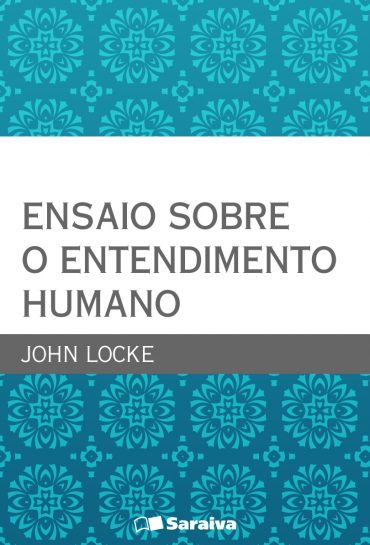 ENSAIO SOBRE
O ENTENDIMENTO
HUMANO
JOHN LOCKE
Saraiva